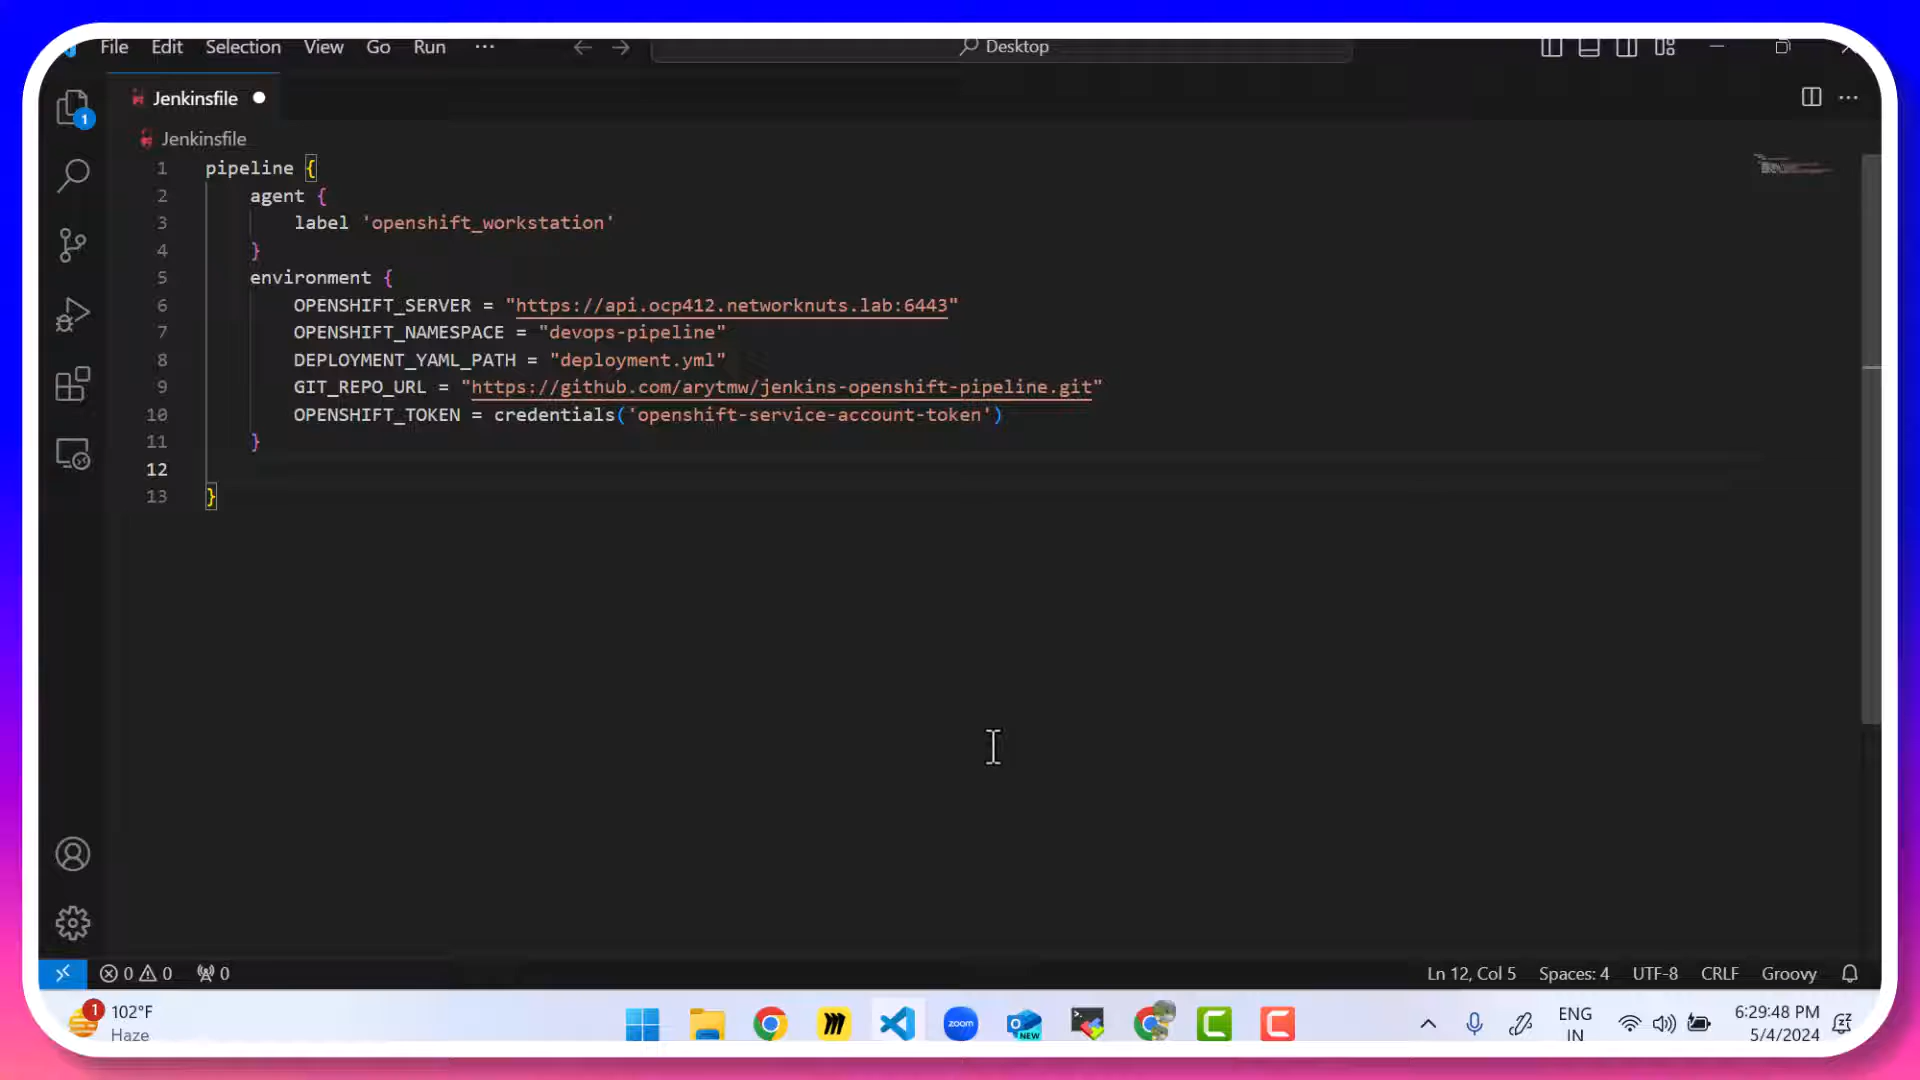 File Edit Selection View Go Run ··· Desktop
Jenkinsfile
1
Jenkinsfile
1 pipeline {
2 agent {
3 label 'openshift_workstation'
4 }
5 environment {
6 OPENSHIFT_SERVER = "https://api.ocp412.networknuts.lab:6443"
7 OPENSHIFT_NAMESPACE = "devops-pipeline"
8 DEPLOYMENT_YAML_PATH = "deployment.yml"
9 GIT_REPO_URL = "https://github.com/arytmw/jenkins-openshift-pipeline.git"
10 OPENSHIFT_TOKEN = credentials('openshift-service-account-token')
11 }
12
13 }
0 0 0 Ln 12, Col 5 Spaces: 4 UTF-8 CRLF Groovy
1 102°F
Haze
zoom
NEW
ENG
IN
6:29:48 PM
5/4/2024